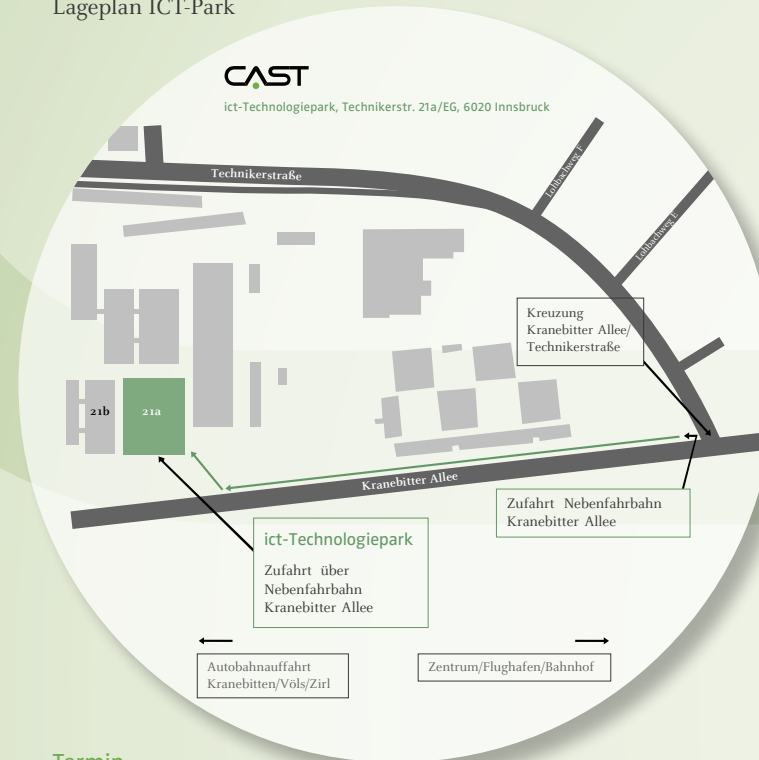 Lageplan ICT-Park
CAST
ict-Technologiepark, Technikerstr. 21a/EG, 6020 Innsbruck
Technikerstraße
Lohbachweg F
Lohbachweg E
Kreuzung
Kranebitter Allee/
Technikerstraße
21b
21a
Kranebitter Allee
Zufahrt Nebenfahrbahn
Kranebitter Allee
ict-Technologiepark
Zufahrt über
Nebenfahrbahn
Kranebitter Allee
Autobahnauffahrt
Kranebitten/Völs/Zirl
Zentrum/Flughafen/Bahnhof
Termin